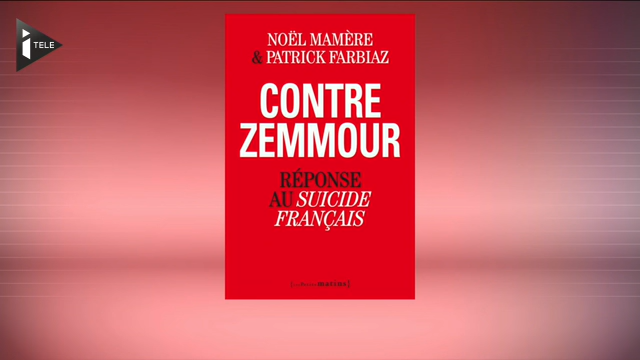 i
TELE
NOËL MAMÈRE
& PATRICK FARBIAZ
CONTRE
ZEMMOUR
RÉPONSE
AU SUICIDE
FRANÇAIS